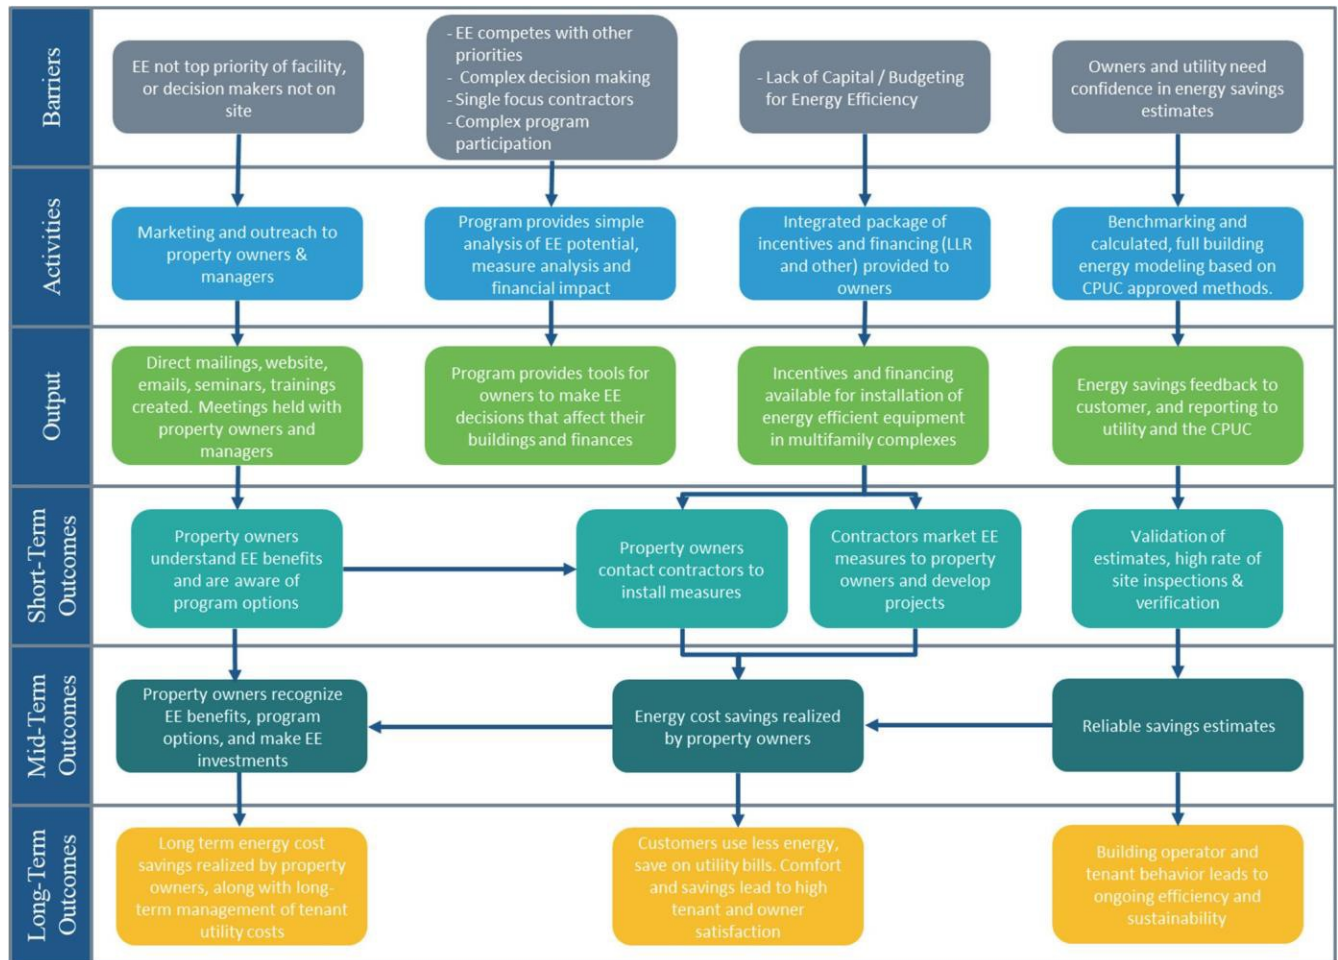 Barriers
EE not top priority of facility,
or decision makers not on
site
- EE competes with other
priorities
- Complex decision making
- Single focus contractors
- Complex program
participation
- Lack of Capital / Budgeting
for Energy Efficiency
Owners and utility need
confidence in energy savings
estimates
Activities
Marketing and outreach to
property owners &
managers
Program provides simple
analysis of EE potential,
measure analysis and
financial impact
Integrated package of
incentives and financing (LLR
and other) provided to
owners
Benchmarking and
calculated, full building
energy modeling based on
CPUC approved methods.
Output
Direct mailings, website,
emails, seminars, trainings
created. Meetings held with
property owners and
managers
Program provides tools for
owners to make EE
decisions that affect their
buildings and finances
Incentives and financing
available for installation of
energy efficient equipment
in multifamily complexes
Energy savings feedback to
customer, and reporting to
utility and the CPUC
Short-Term
Outcomes
Property owners
understand EE benefits
and are aware of
program options
Property owners
contact contractors to
install measures
Contractors market EE
measures to property
owners and develop
projects
Validation of
estimates, high rate of
site inspections &
verification
Mid-Term
Outcomes
Property owners recognize
EE benefits, program
options, and make EE
investments
Energy cost savings realized
by property owners
Reliable savings estimates
Long-Term
Outcomes
Long term energy cost
savings realized by property
owners, along with long-
term management of tenant
utility costs
Customers use less energy,
save on utility bills. Comfort
and savings lead to high
tenant and owner
satisfaction
Building operator and
tenant behavior leads to
ongoing efficiency and
sustainability